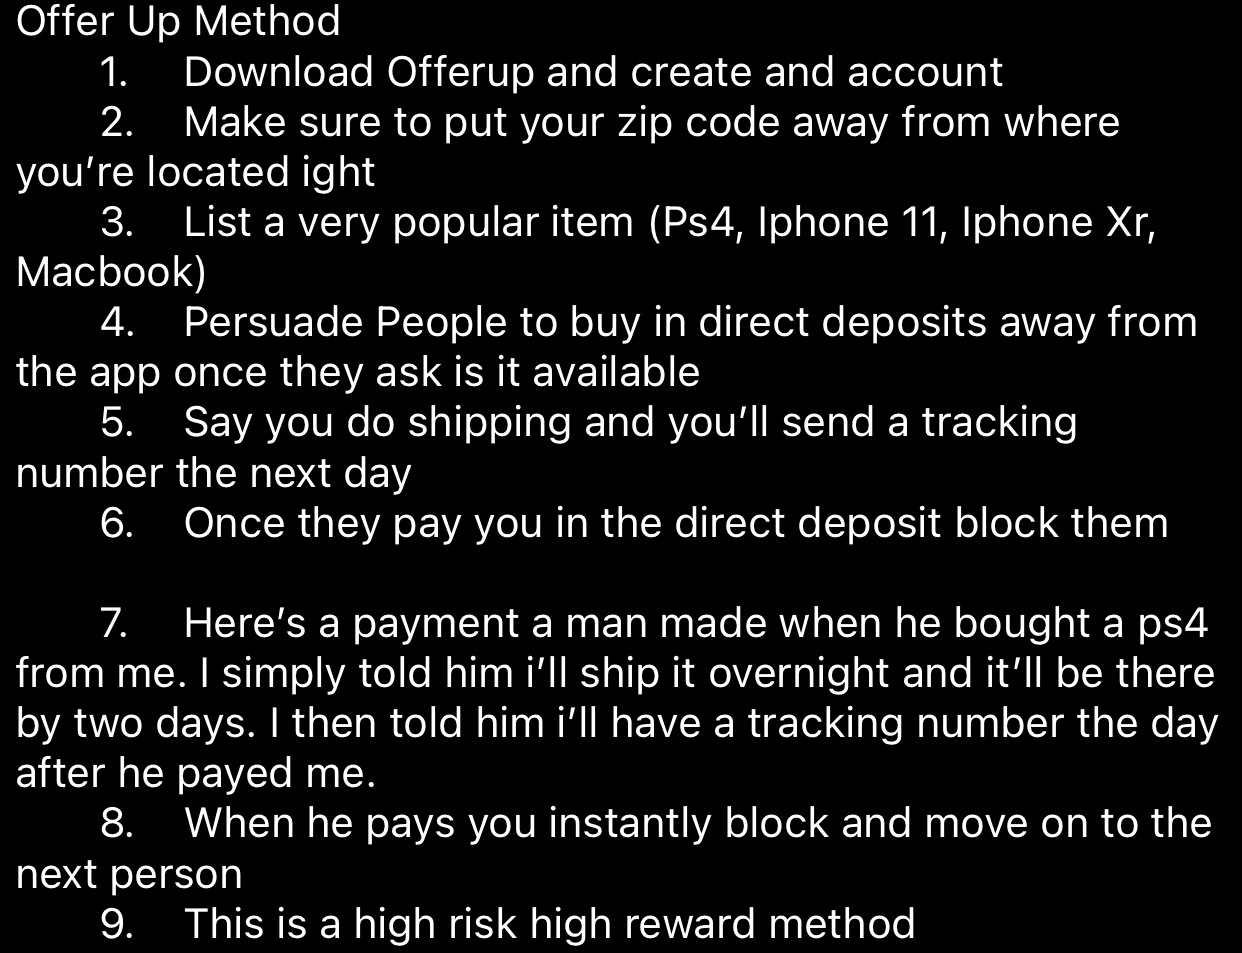 Offer Up Method
1. Download Offerup and create and account
2. Make sure to put your zip code away from where
you’re located ight
3. List a very popular item (Ps4, Iphone 11, Iphone Xr,
Macbook)
4. Persuade People to buy in direct deposits away from
the app once they ask is it available
5. Say you do shipping and you’ll send a tracking
number the next day
6. Once they pay you in the direct deposit block them
7. Here’s a payment a man made when he bought a ps4
from me. I simply told him i’ll ship it overnight and it’ll be there
by two days. I then told him i’ll have a tracking number the day
after he payed me.
8. When he pays you instantly block and move on to the
next person
9. This is a high risk high reward method